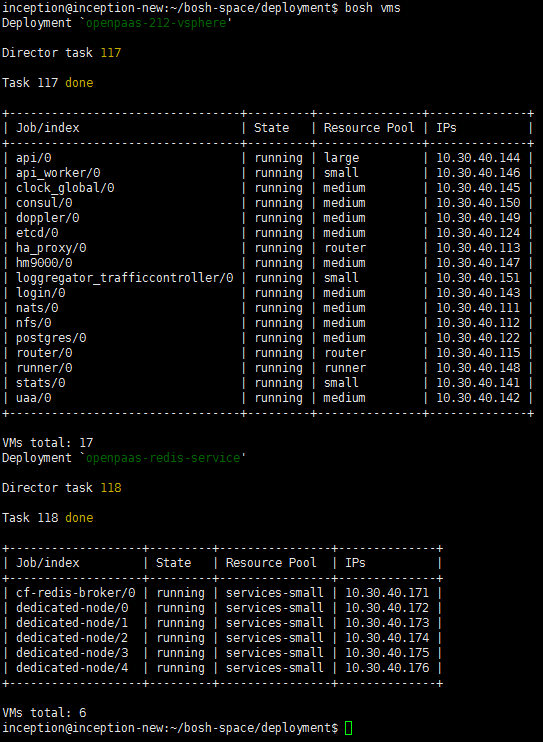 inception@inception-new:~/bosh-space/deployment$ bosh vms
Deployment `openpaas-212-vsphere'

Director task 117

Task 117 done

+-------------------------------+---------+---------------+--------------+
| Job/index                     | State   | Resource Pool | IPs          |
+-------------------------------+---------+---------------+--------------+
| api/0                         | running | large         | 10.30.40.144 |
| api_worker/0                  | running | small         | 10.30.40.146 |
| clock_global/0                | running | medium        | 10.30.40.145 |
| consul/0                      | running | medium        | 10.30.40.150 |
| doppler/0                     | running | medium        | 10.30.40.149 |
| etcd/0                        | running | medium        | 10.30.40.124 |
| ha_proxy/0                    | running | router        | 10.30.40.113 |
| hm9000/0                      | running | medium        | 10.30.40.147 |
| loggregator_trafficcontroller/0 | running | small         | 10.30.40.151 |
| login/0                       | running | medium        | 10.30.40.143 |
| nats/0                        | running | medium        | 10.30.40.111 |
| nfs/0                         | running | medium        | 10.30.40.112 |
| postgres/0                    | running | medium        | 10.30.40.122 |
| router/0                      | running | router        | 10.30.40.115 |
| runner/0                      | running | runner        | 10.30.40.148 |
| stats/0                       | running | small         | 10.30.40.141 |
| uaa/0                         | running | medium        | 10.30.40.142 |
+-------------------------------+---------+---------------+--------------+

VMs total: 17
Deployment `openpaas-redis-service'

Director task 118

Task 118 done

+-------------------+---------+----------------+--------------+
| Job/index         | State   | Resource Pool  | IPs          |
+-------------------+---------+----------------+--------------+
| cf-redis-broker/0 | running | services-small | 10.30.40.171 |
| dedicated-node/0  | running | services-small | 10.30.40.172 |
| dedicated-node/1  | running | services-small | 10.30.40.173 |
| dedicated-node/2  | running | services-small | 10.30.40.174 |
| dedicated-node/3  | running | services-small | 10.30.40.175 |
| dedicated-node/4  | running | services-small | 10.30.40.176 |
+-------------------+---------+----------------+--------------+

VMs total: 6
inception@inception-new:~/bosh-space/deployment$